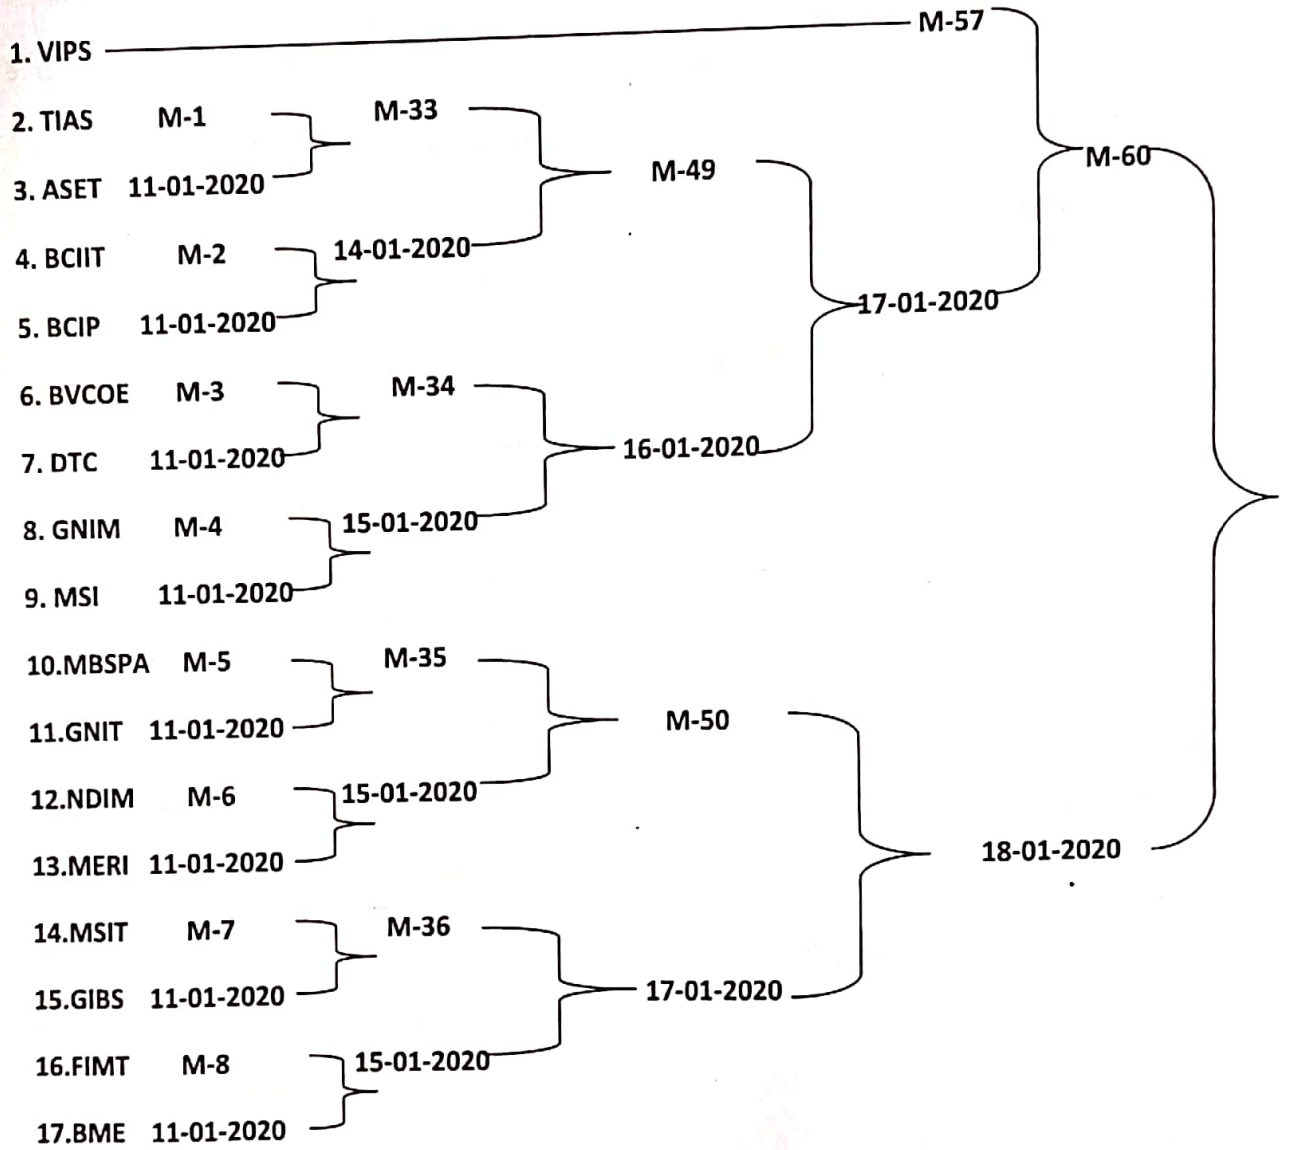 M-57
1. VIPS
2. TIAS M-1 M-33
3. ASET 11-01-2020 M-49 M-60
4. BCIIT M-2 14-01-2020
5. BCIP 11-01-2020 17-01-2020
6. BVCOE M-3 M-34
7. DTC 11-01-2020 16-01-2020
8. GNIM M-4 15-01-2020
9. MSI 11-01-2020
10.MBSPA M-5 M-35
11.GNIT 11-01-2020 M-50
12.NDIM M-6 15-01-2020
13.MERI 11-01-2020 18-01-2020
14.MSIT M-7 M-36
15.GIBS 11-01-2020 17-01-2020
16.FIMT M-8 15-01-2020
17.BME 11-01-2020